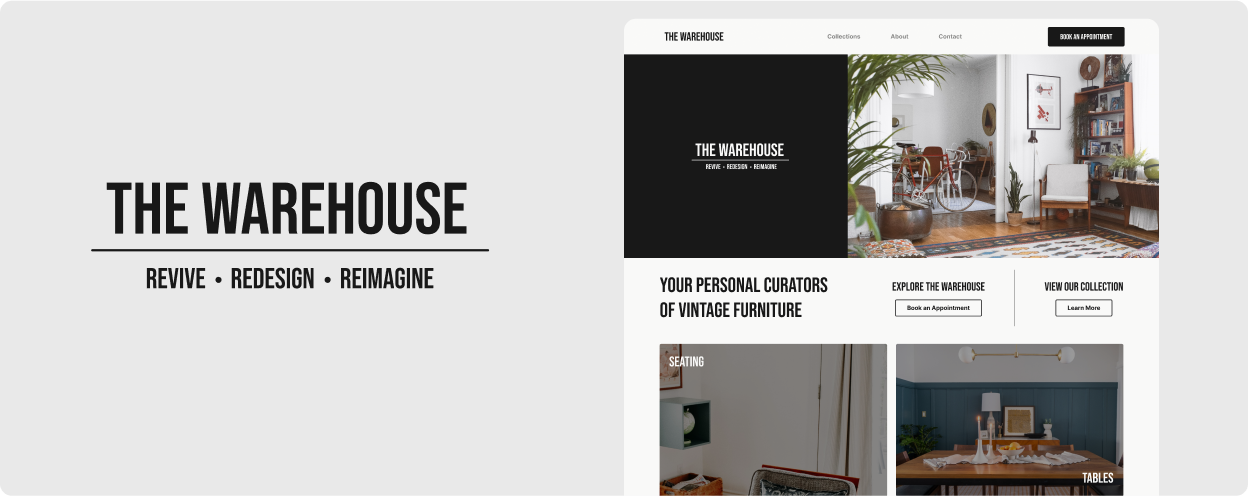 THE WAREHOUSE
REVIVE • REDESIGN • REIMAGINE
THE WAREHOUSE
Collections
About
Contact
BOOK AN APPOINTMENT
THE WAREHOUSE
REVIVE • REDESIGN • REIMAGINE
YOUR PERSONAL CURATORS
OF VINTAGE FURNITURE
EXPLORE THE WAREHOUSE
Book an Appointment
VIEW OUR COLLECTION
Learn More
SEATING
TABLES